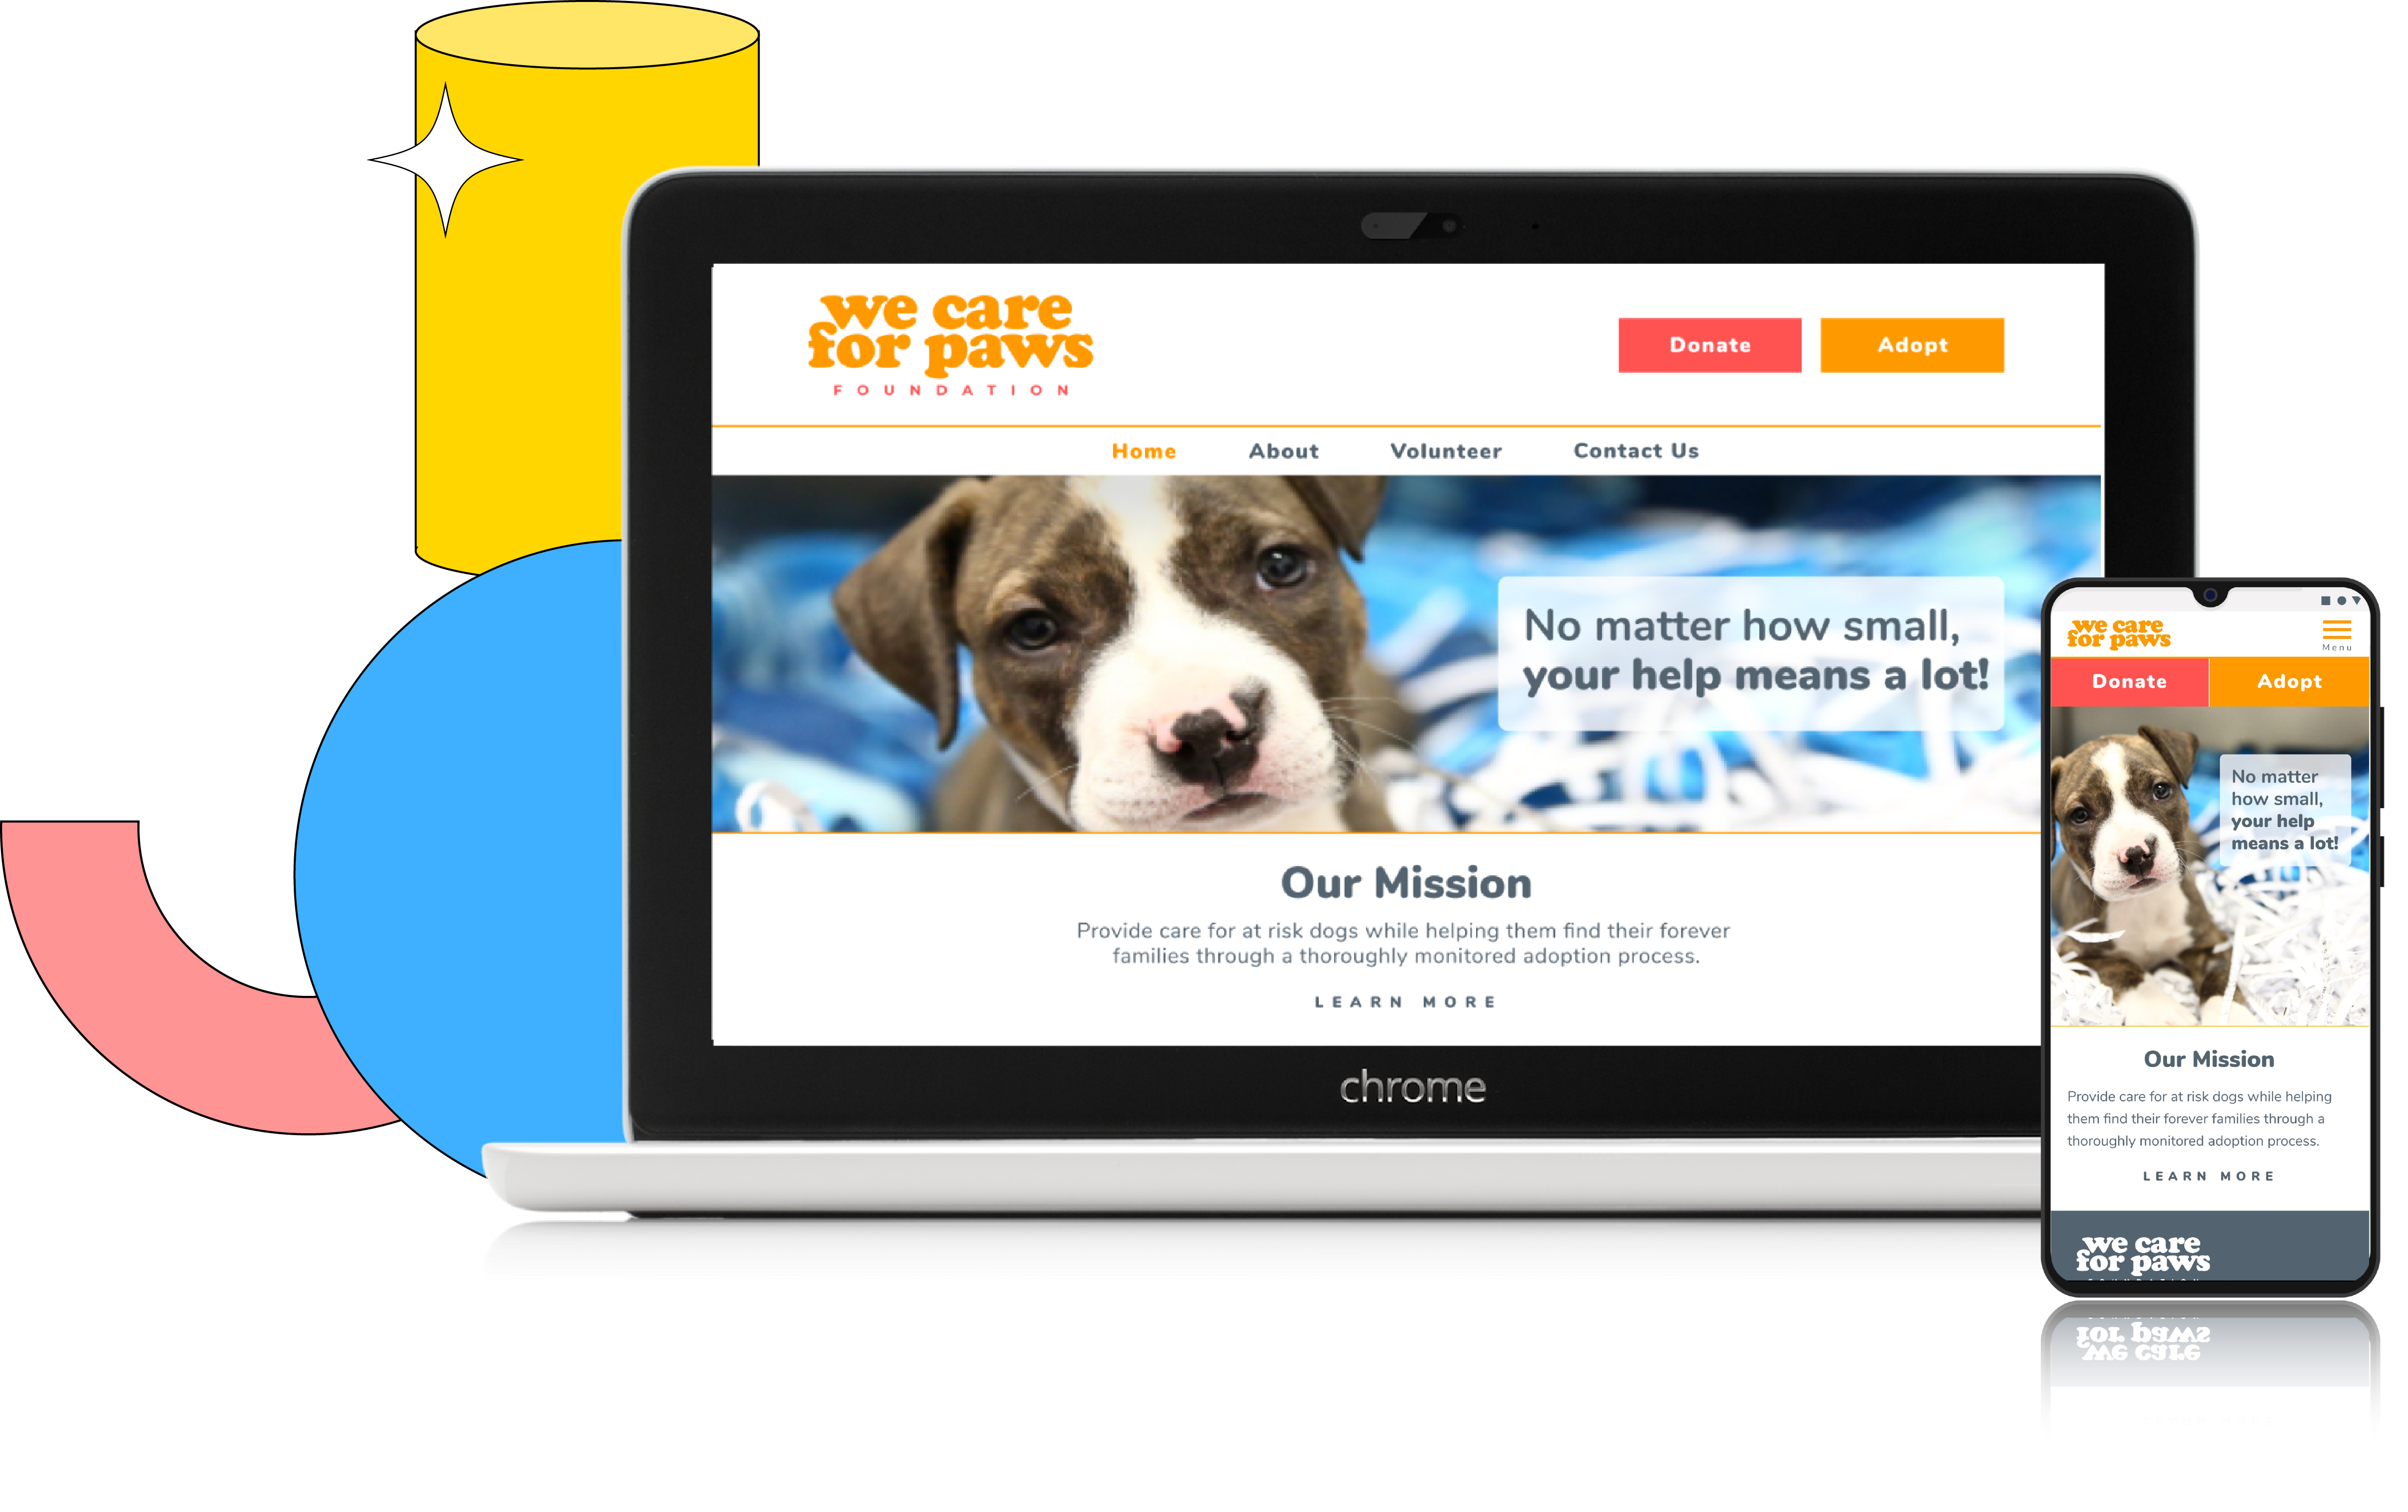 we care
for paws
FOUNDATION
Donate
Adopt
Home
About
Volunteer
Contact Us
No matter how small,
your help means a lot!
Our Mission
Provide care for at risk dogs while helping them find their forever
families through a thoroughly monitored adoption process.
LEARN MORE
chrome
we care
for paws
Menu
Donate
Adopt
No matter
how small,
your help
means a lot!
Our Mission
Provide care for at risk dogs while helping
them find their forever families through a
thoroughly monitored adoption process.
LEARN MORE
we care
for paws